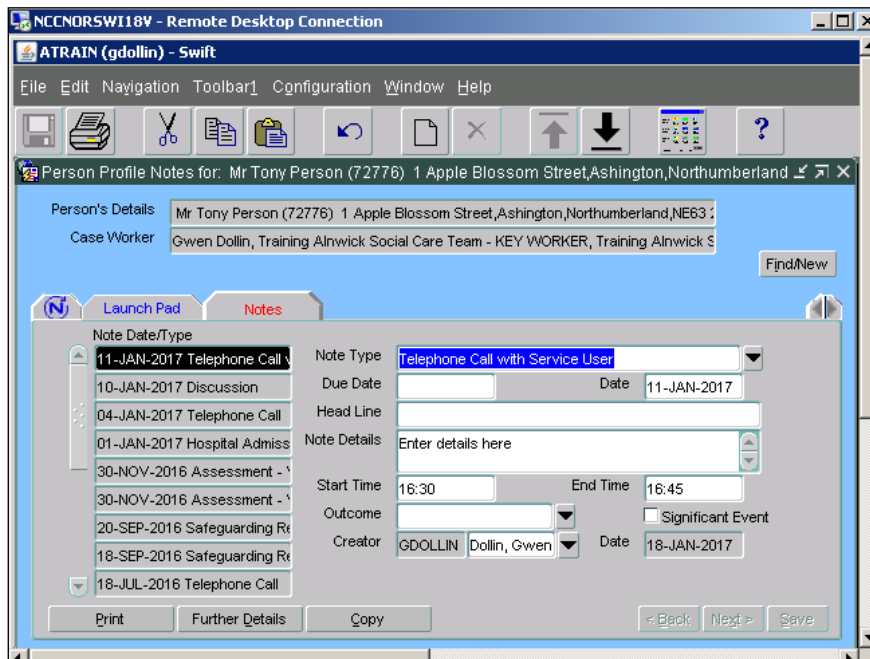 NCCNORSWI18V - Remote Desktop Connection
ATRAIN (gdollin) - Swift
File Edit Navigation Toolbar1 Configuration Window Help
Person Profile Notes for: Mr Tony Person (72776) 1 Apple Blossom Street,Ashington,Northumberland
Person's Details Mr Tony Person (72776) 1 Apple Blossom Street,Ashington,Northumberland,NE63
Case Worker Gwen Dollin, Training Alnwick Social Care Team - KEY WORKER, Training Alnwick S
Find/New
N Launch Pad Notes
Note Date/Type
11-JAN-2017 Telephone Call
10-JAN-2017 Discussion
04-JAN-2017 Telephone Call
01-JAN-2017 Hospital Admiss
30-NOV-2016 Assessment -
30-NOV-2016 Assessment -
20-SEP-2016 Safeguarding Re
18-SEP-2016 Safeguarding Re
18-JUL-2016 Telephone Call
Note Type Telephone Call with Service User
Due Date Date 11-JAN-2017
Head Line
Note Details Enter details here
Start Time 16:30 End Time 16:45
Outcome Significant Event
Creator GDOLLIN Dollin, Gwen Date 18-JAN-2017
Print Further Details Copy < Back Next > Save